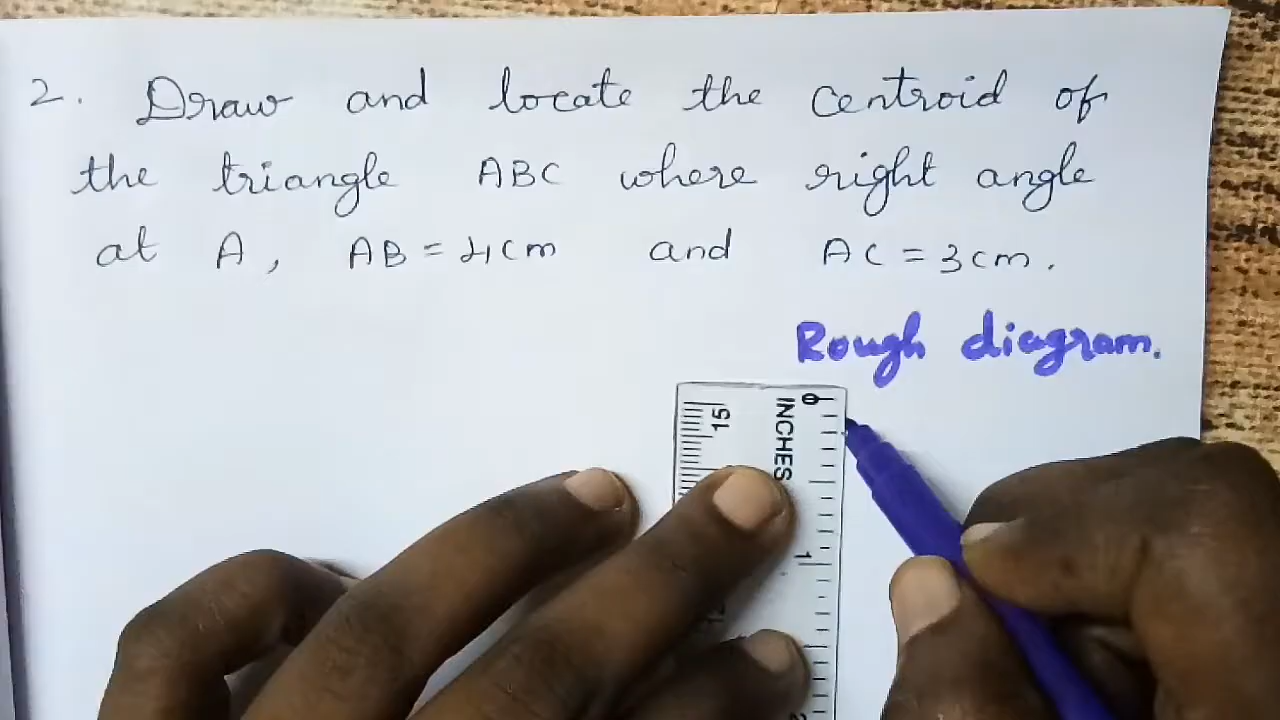 2. Draw and locate the centroid of
the triangle ABC where right angle
at A, AB = 4cm and AC = 3cm.
Rough diagram.
15 INCHES 0
1
2